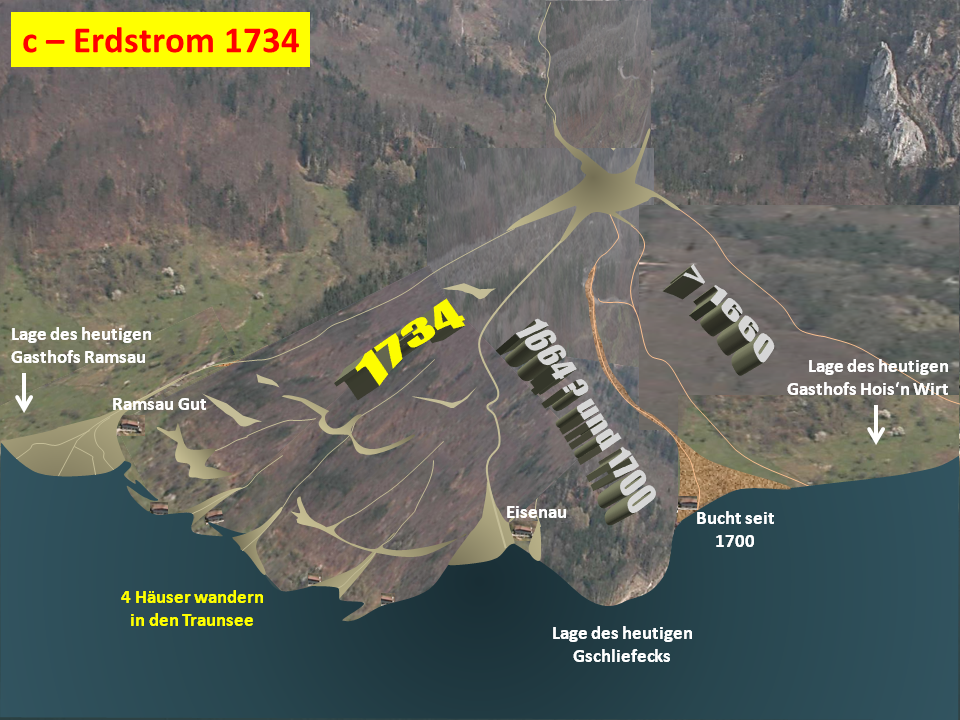 c – Erdstrom 1734
v 1660
1734
1664 ? und 1700
Lage des heutigen
Gasthofs Ramsau
Lage des heutigen
Gasthofs Hois‘n Wirt
Ramsau Gut
Eisenau
Bucht seit
1700
4 Häuser wandern
in den Traunsee
Lage des heutigen
Gschliefecks